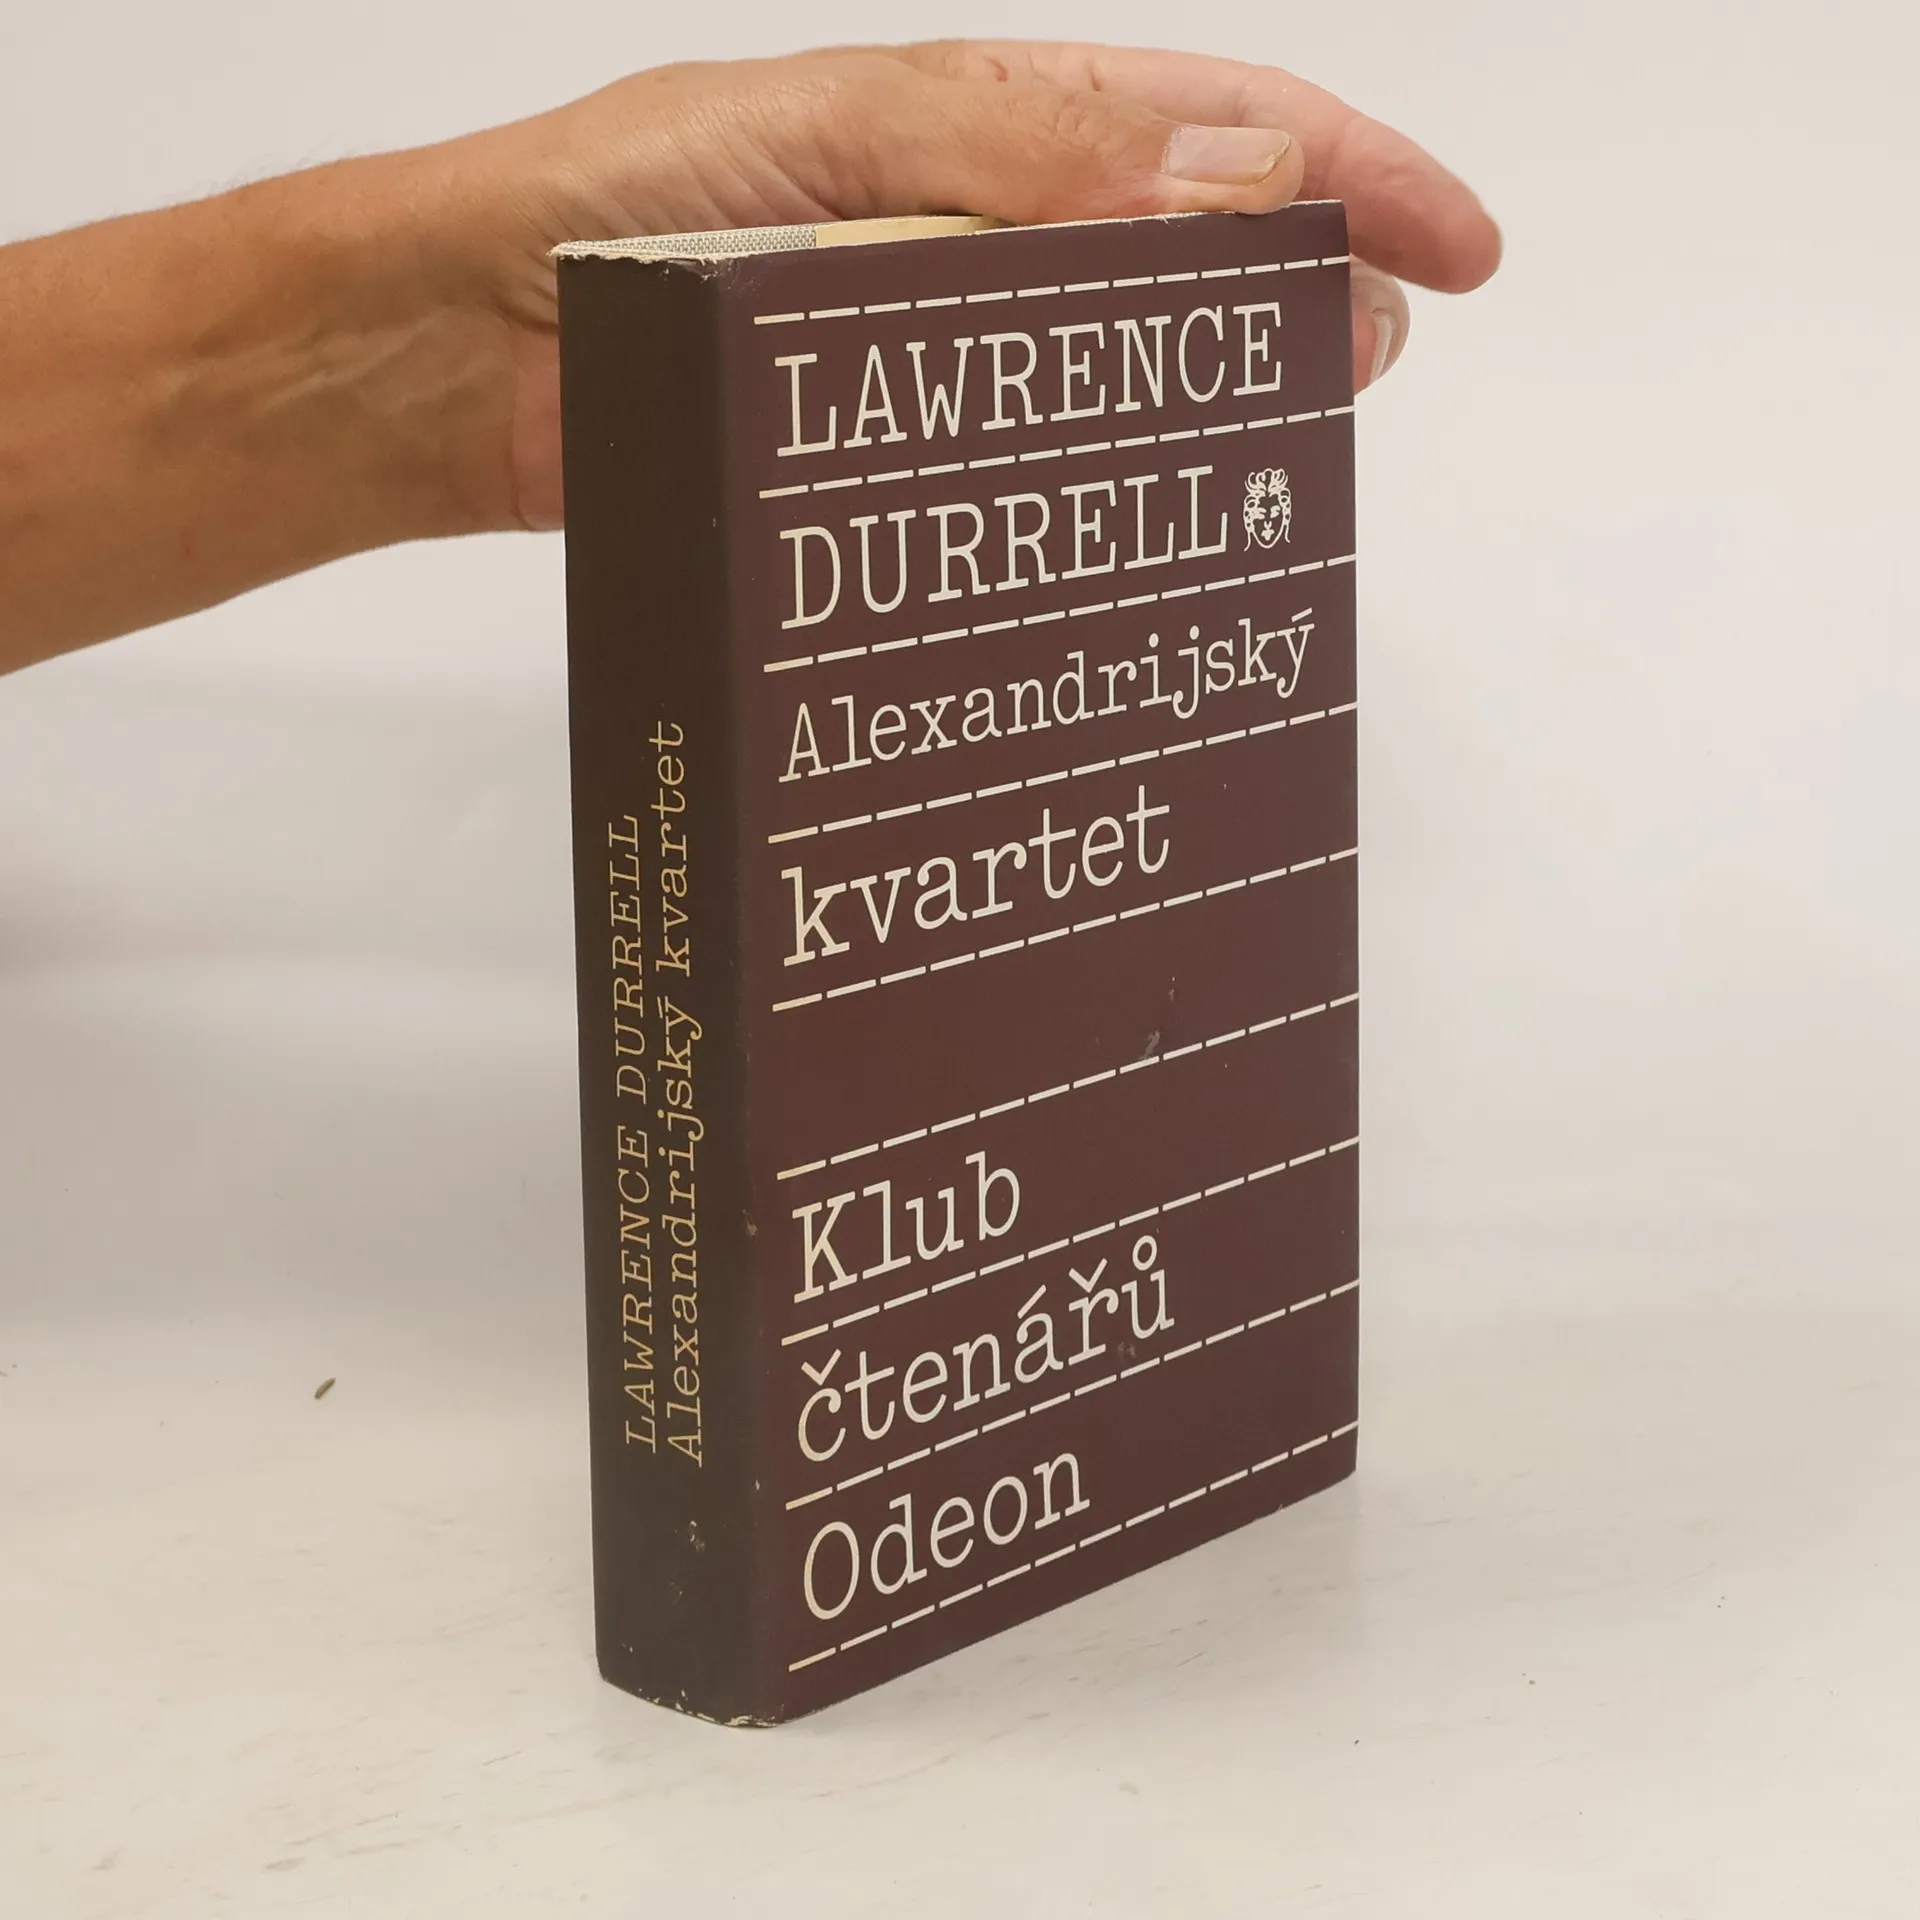 LAWRENCE
DURRELL
Alexandrijský
kvartet
Klub
čtenářů
Odeon
LAWRENCE DURRELL
Alexandrijský kvartet